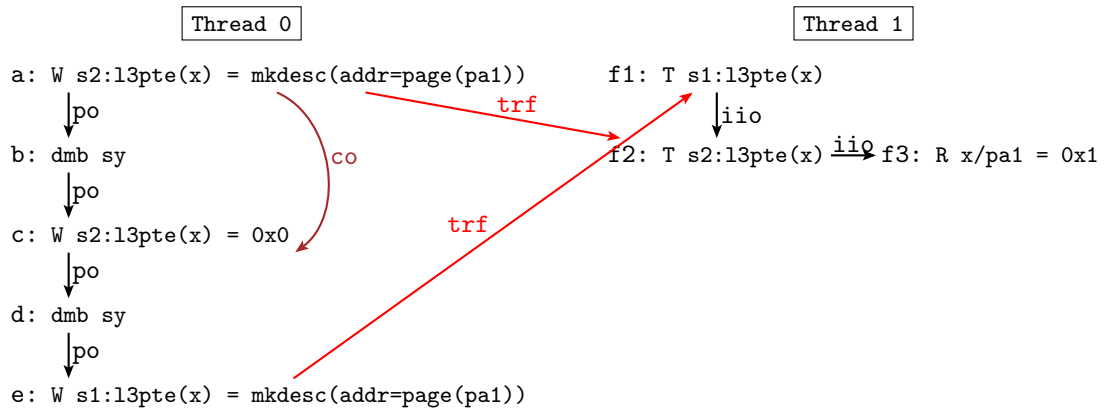 Thread 0
Thread 1
a: W s2:l3pte(x) = mkdesc(addr=page(pa1))
f1: T s1:l3pte(x)
trf
po
iio
b: dmb sy
co
f2: T s2:l3pte(x)
iio
f3: R x/pa1 = 0x1
po
trf
c: W s2:l3pte(x) = 0x0
po
d: dmb sy
po
e: W s1:l3pte(x) = mkdesc(addr=page(pa1))